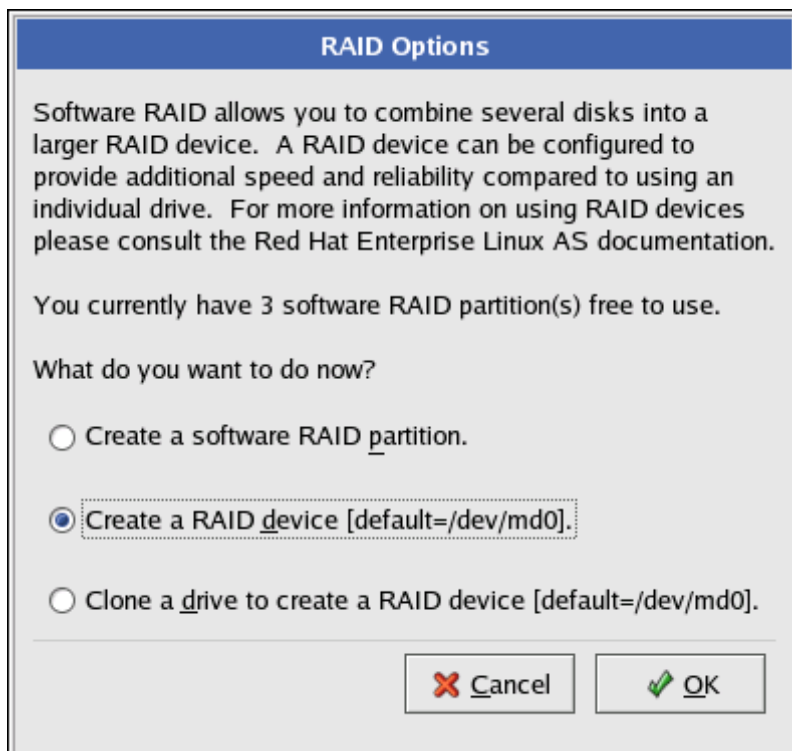 RAID Options
Software RAID allows you to combine several disks into a
larger RAID device. A RAID device can be configured to
provide additional speed and reliability compared to using an
individual drive. For more information on using RAID devices
please consult the Red Hat Enterprise Linux AS documentation.
You currently have 3 software RAID partition(s) free to use.
What do you want to do now?
Create a software RAID partition.
Create a RAID device [default=/dev/md0].
Clone a drive to create a RAID device [default=/dev/md0].
Cancel
OK